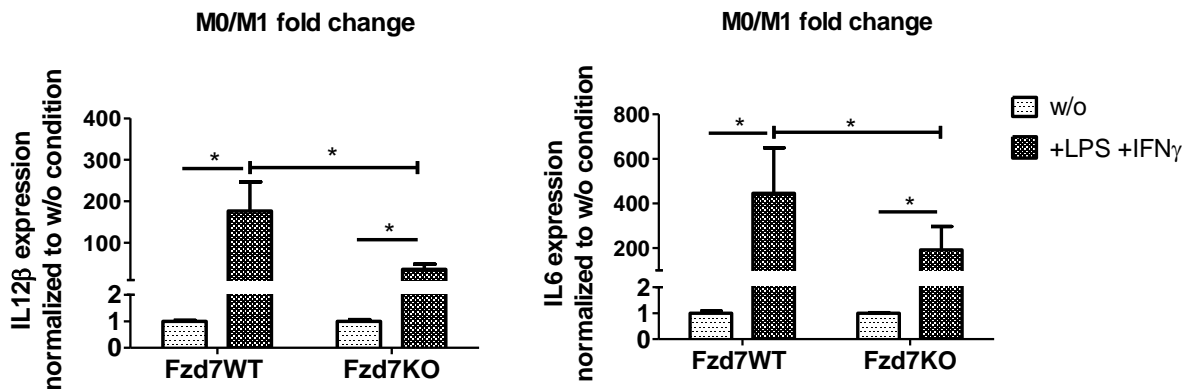 M0/M1 fold change
IL12β expression
normalized to w/o condition
400
300
200
100
2
1
0
*
*
*
Fzd7WT
Fzd7KO
M0/M1 fold change
IL6 expression
normalized to w/o condition
800
600
400
200
2
1
0
*
*
*
Fzd7WT
Fzd7KO
w/o
+LPS +IFNγ